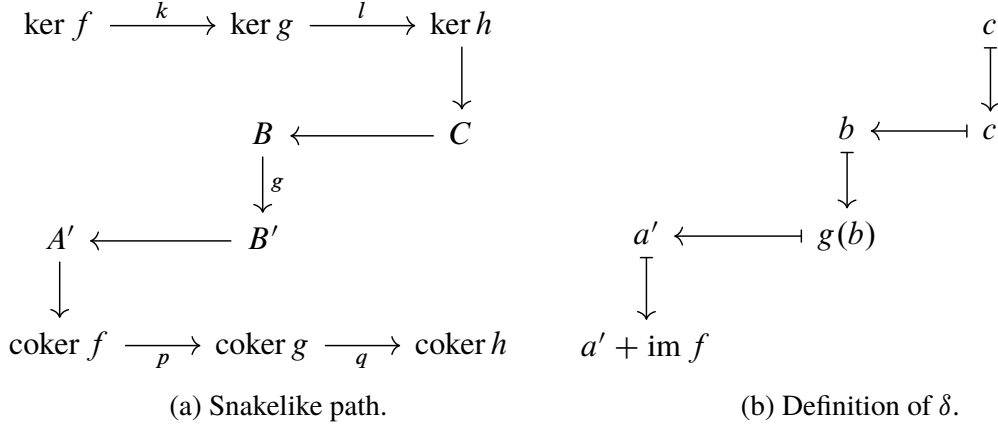 ker f k ker g l ker h c
B C b c
g
A′ B′ a′ g(b)
coker f p coker g q coker h a′ + im f
(a) Snakelike path. (b) Definition of δ.